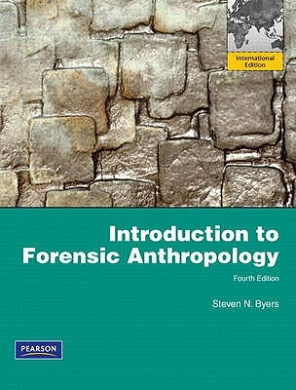 International
Edition
Introduction to
Forensic Anthropology
Fourth Edition
Steven N. Byers
PEARSON